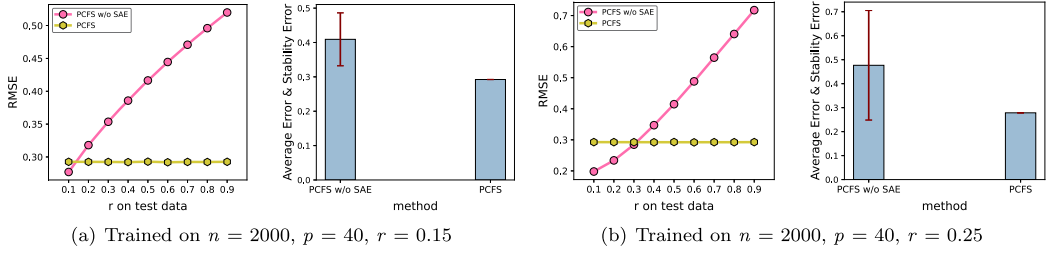 PCFS w/o SAE
PCFS
0.50
0.45
0.40
0.35
0.30
RMSE
0.1 0.2 0.3 0.4 0.5 0.6 0.7 0.8 0.9
r on test data
Average Error & Stability Error
0.5
0.4
0.3
0.2
0.1
0.0
PCFS w/o SAE PCFS
method
(a) Trained on n = 2000, p = 40, r = 0.15
PCFS w/o SAE
PCFS
0.7
0.6
0.5
0.4
0.3
0.2
RMSE
0.1 0.2 0.3 0.4 0.5 0.6 0.7 0.8 0.9
r on test data
Average Error & Stability Error
0.7
0.6
0.5
0.4
0.3
0.2
0.1
0.0
PCFS w/o SAE PCFS
method
(b) Trained on n = 2000, p = 40, r = 0.25